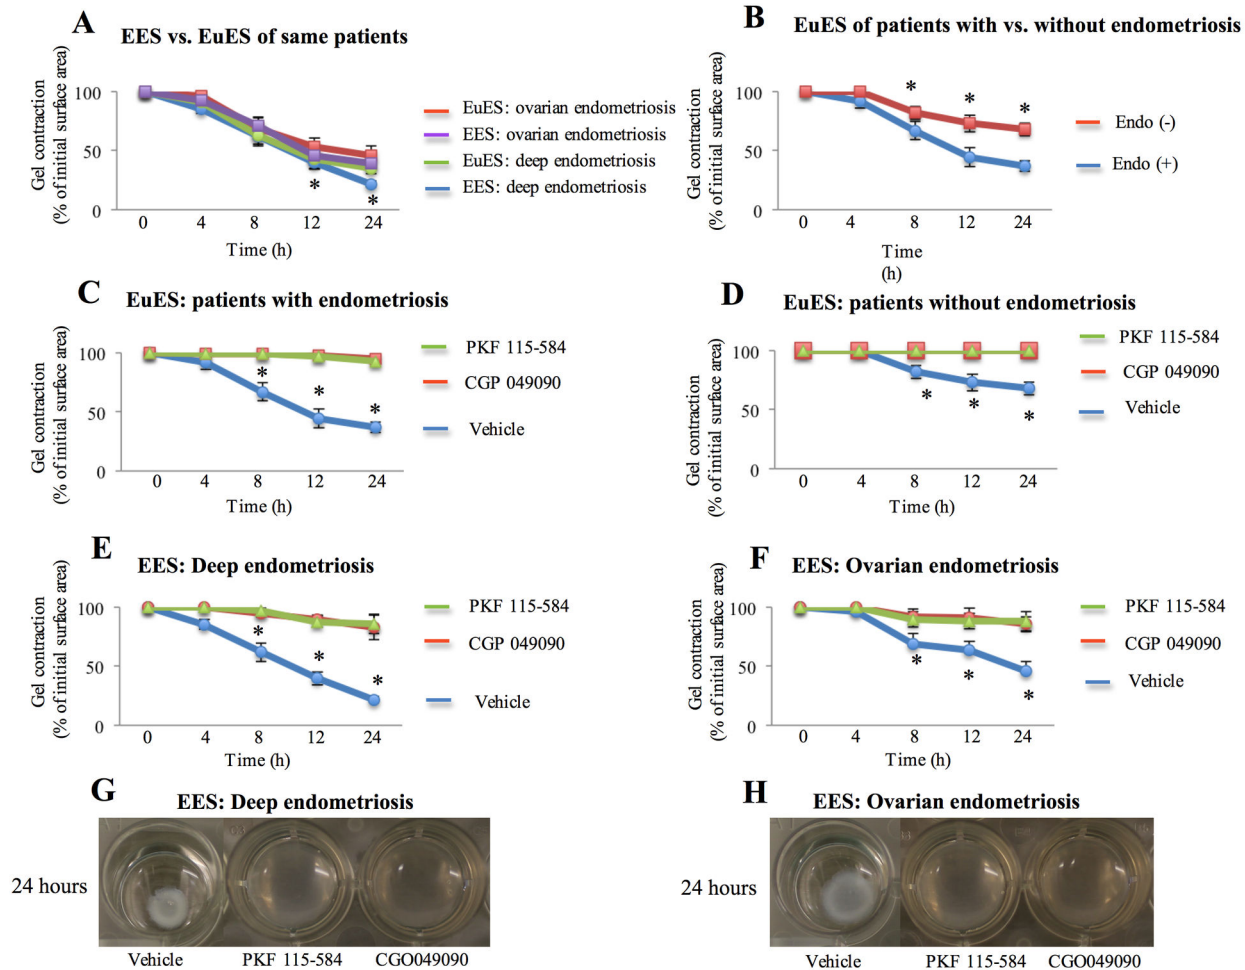 A
EES vs. EuES of same patients
Gel contraction
(% of initial surface area)
100
50
0
0 4 8 12 24
Time (h)
* *
EuES: ovarian endometriosis
EES: ovarian endometriosis
EuES: deep endometriosis
EES: deep endometriosis
B
EuES of patients with vs. without endometriosis
Gel contraction
(% of initial surface area)
100
50
0
0 4 8 12 24
Time
(h)
* * *
Endo (-)
Endo (+)
C
EuES: patients with endometriosis
Gel contraction
(% of initial surface area)
100
50
0
0 4 8 12 24
Time (h)
* * *
PKF 115-584
CGP 049090
Vehicle
D
EuES: patients without endometriosis
Gel contraction
(% of initial surface area)
100
50
0
0 4 8 12 24
Time (h)
* * *
PKF 115-584
CGP 049090
Vehicle
E
EES: Deep endometriosis
Gel contraction
(% of initial surface area)
100
50
0
0 4 8 12 24
Time (h)
* * *
PKF 115-584
CGP 049090
Vehicle
F
EES: Ovarian endometriosis
Gel contraction
(% of initial surface area)
100
50
0
0 4 8 12 24
Time (h)
* * *
PKF 115-584
CGP 049090
Vehicle
G
EES: Deep endometriosis
24 hours
Vehicle PKF 115-584 CGO049090
H
EES: Ovarian endometriosis
24 hours
Vehicle PKF 115-584 CGO049090